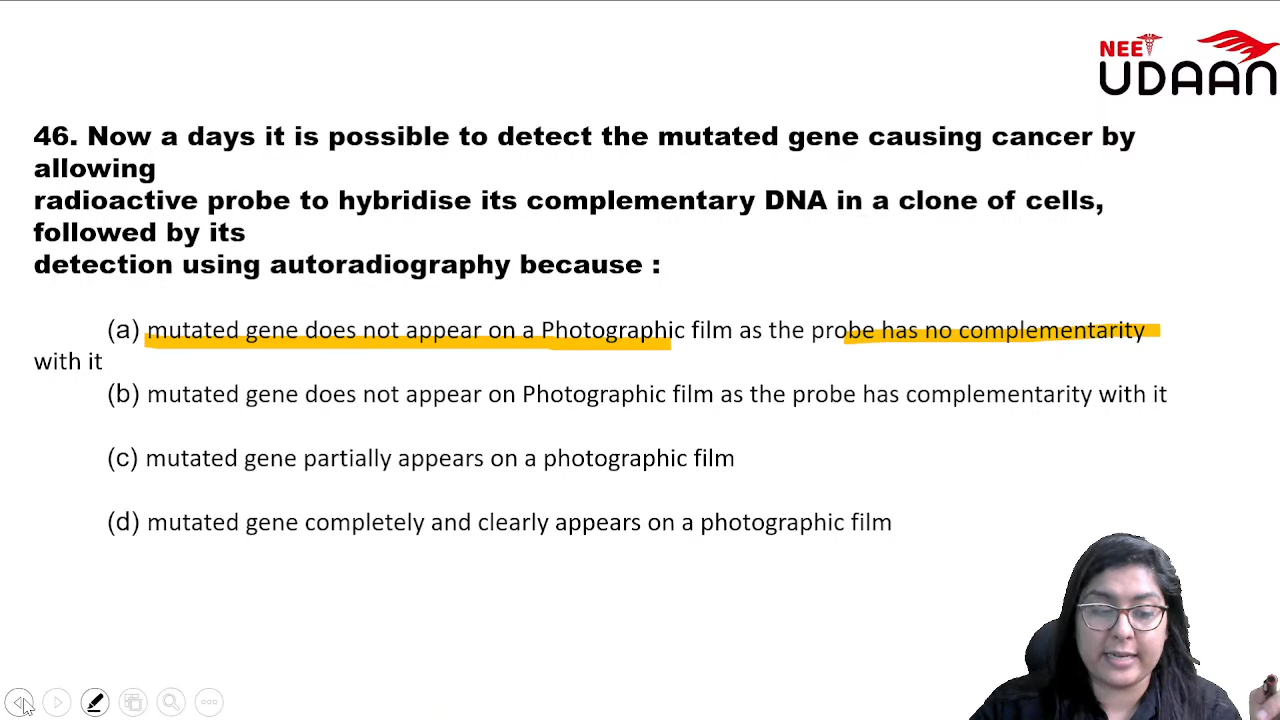 NEET
UDAAN
46. Now a days it is possible to detect the mutated gene causing cancer by
allowing
radioactive probe to hybridise its complementary DNA in a clone of cells,
followed by its
detection using autoradiography because :
(a) mutated gene does not appear on a Photographic film as the probe has no complementarity
with it
(b) mutated gene does not appear on Photographic film as the probe has complementarity with it
(c) mutated gene partially appears on a photographic film
(d) mutated gene completely and clearly appears on a photographic film